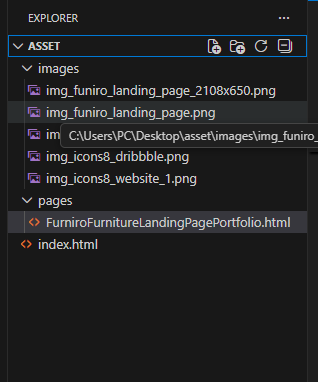 EXPLORER
ASSET
images
img_funiro_landing_page_2108x650.png
img_funiro_landing_page.png
C:\Users\PC\Desktop\asset\images\img_funiro_
img_icons8_dribbble.png
img_icons8_website_1.png
pages
FurniroFurnitureLandingPagePortfolio.html
index.html